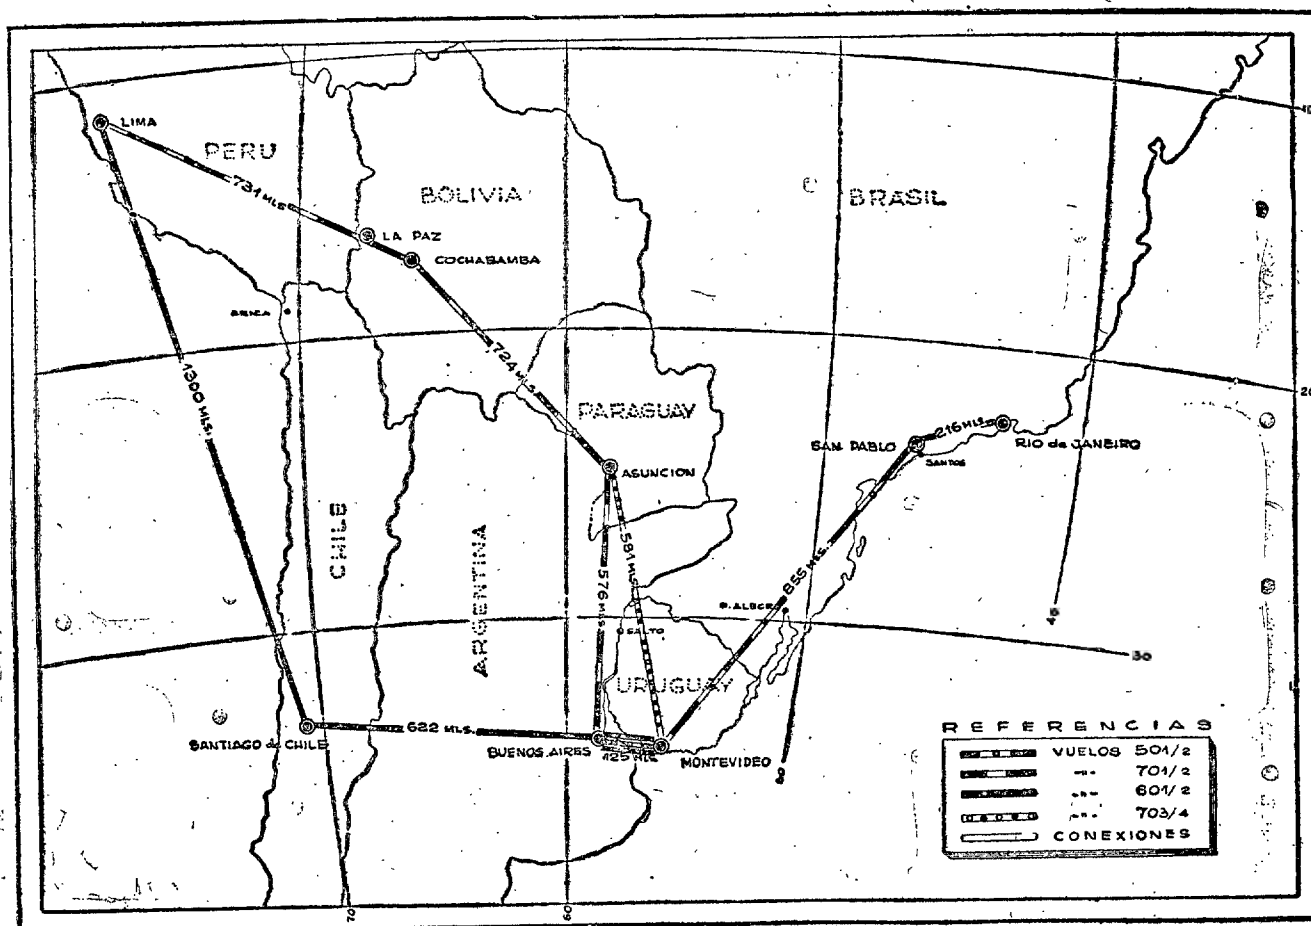 LIMA
PERU
BOLIVIA
BRASIL
731 MLS
LA PAZ
COCHABAMBA
ARICA
1300 MLS.
724 MLS.
PARAGUAY
SAN PABLO
216 MLS.
RIO de JANEIRO
SANTOS
ASUNCION
CHILE
ARGENTINA
581 MLS.
576 MLS.
855 MLS.
P. ALEGRE
SALTO
URUGUAY
SANTIAGO de CHILE
622 MLS.
BUENOS AIRES
125 MLS
MONTEVIDEO
10
20
30
70
60
REFERENCIAS
VUELOS 501/2
-"- 701/2
-"- 601/2
-"- 703/4
CONEXIONES